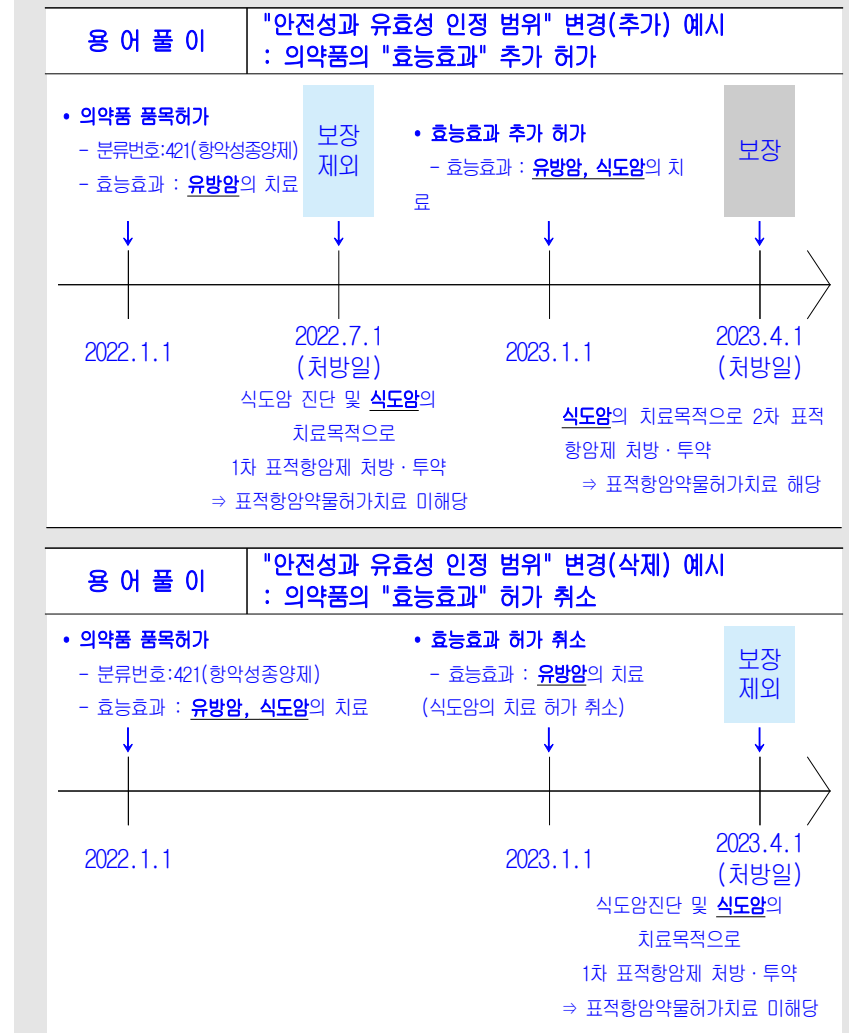 용 어 풀 이
"안전성과 유효성 인정 범위" 변경(추가) 예시
: 의약품의 "효능효과" 추가 허가
• 의약품 품목허가
- 분류번호:421(항악성종양제)
- 효능효과 : 유방암의 치료
보장
제외
• 효능효과 추가 허가
- 효능효과 : 유방암, 식도암의 치
료
보장
↓
↓
↓
↓
2022.1.1
2022.7.1
(처방일)
2023.1.1
2023.4.1
(처방일)
식도암 진단 및 식도암의
치료목적으로
1차 표적항암제 처방·투약
⇒ 표적항암약물허가치료 미해당
식도암의 치료목적으로 2차 표적
항암제 처방·투약
⇒ 표적항암약물허가치료 해당
용 어 풀 이
"안전성과 유효성 인정 범위" 변경(삭제) 예시
: 의약품의 "효능효과" 허가 취소
• 의약품 품목허가
- 분류번호:421(항악성종양제)
- 효능효과 : 유방암, 식도암의 치료
• 효능효과 허가 취소
- 효능효과 : 유방암의 치료
(식도암의 치료 허가 취소)
보장
제외
↓
↓
↓
2022.1.1
2023.1.1
2023.4.1
(처방일)
식도암진단 및 식도암의
치료목적으로
1차 표적항암제 처방·투약
⇒ 표적항암약물허가치료 미해당